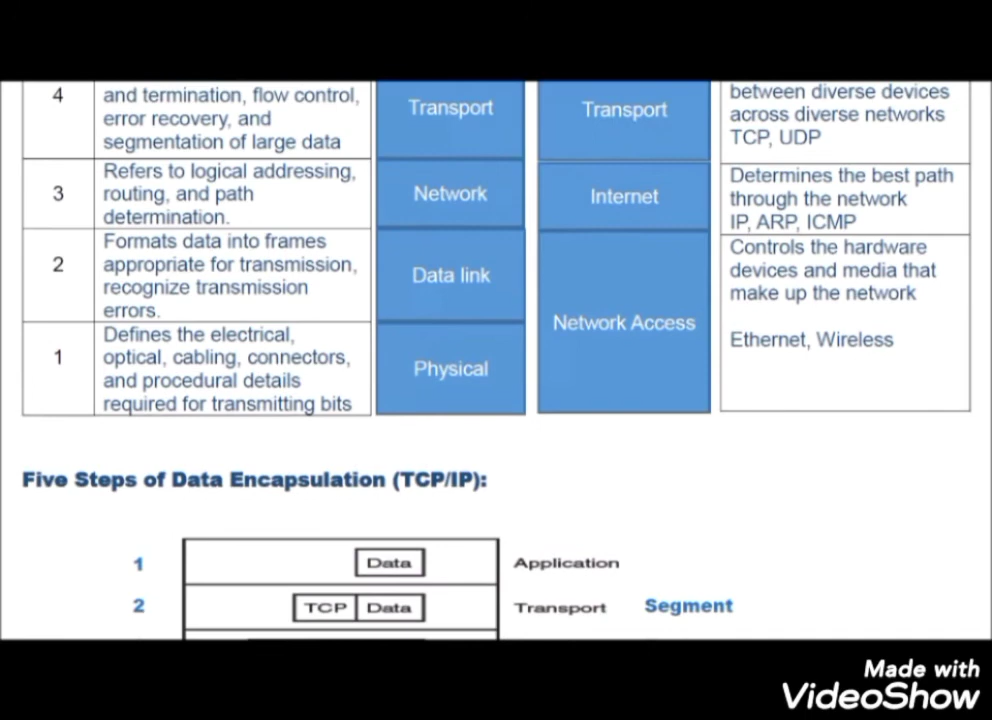 4
and termination, flow control,
error recovery, and
segmentation of large data
Transport
Transport
between diverse devices
across diverse networks
TCP, UDP
3
Refers to logical addressing,
routing, and path
determination.
Network
Internet
Determines the best path
through the network
IP, ARP, ICMP
2
Formats data into frames
appropriate for transmission,
recognize transmission
errors.
Data link
Network Access
Controls the hardware
devices and media that
make up the network
Ethernet, Wireless
1
Defines the electrical,
optical, cabling, connectors,
and procedural details
required for transmitting bits
Physical
Five Steps of Data Encapsulation (TCP/IP):
1 Data Application
2 TCP Data Transport Segment
Made with
VideoShow